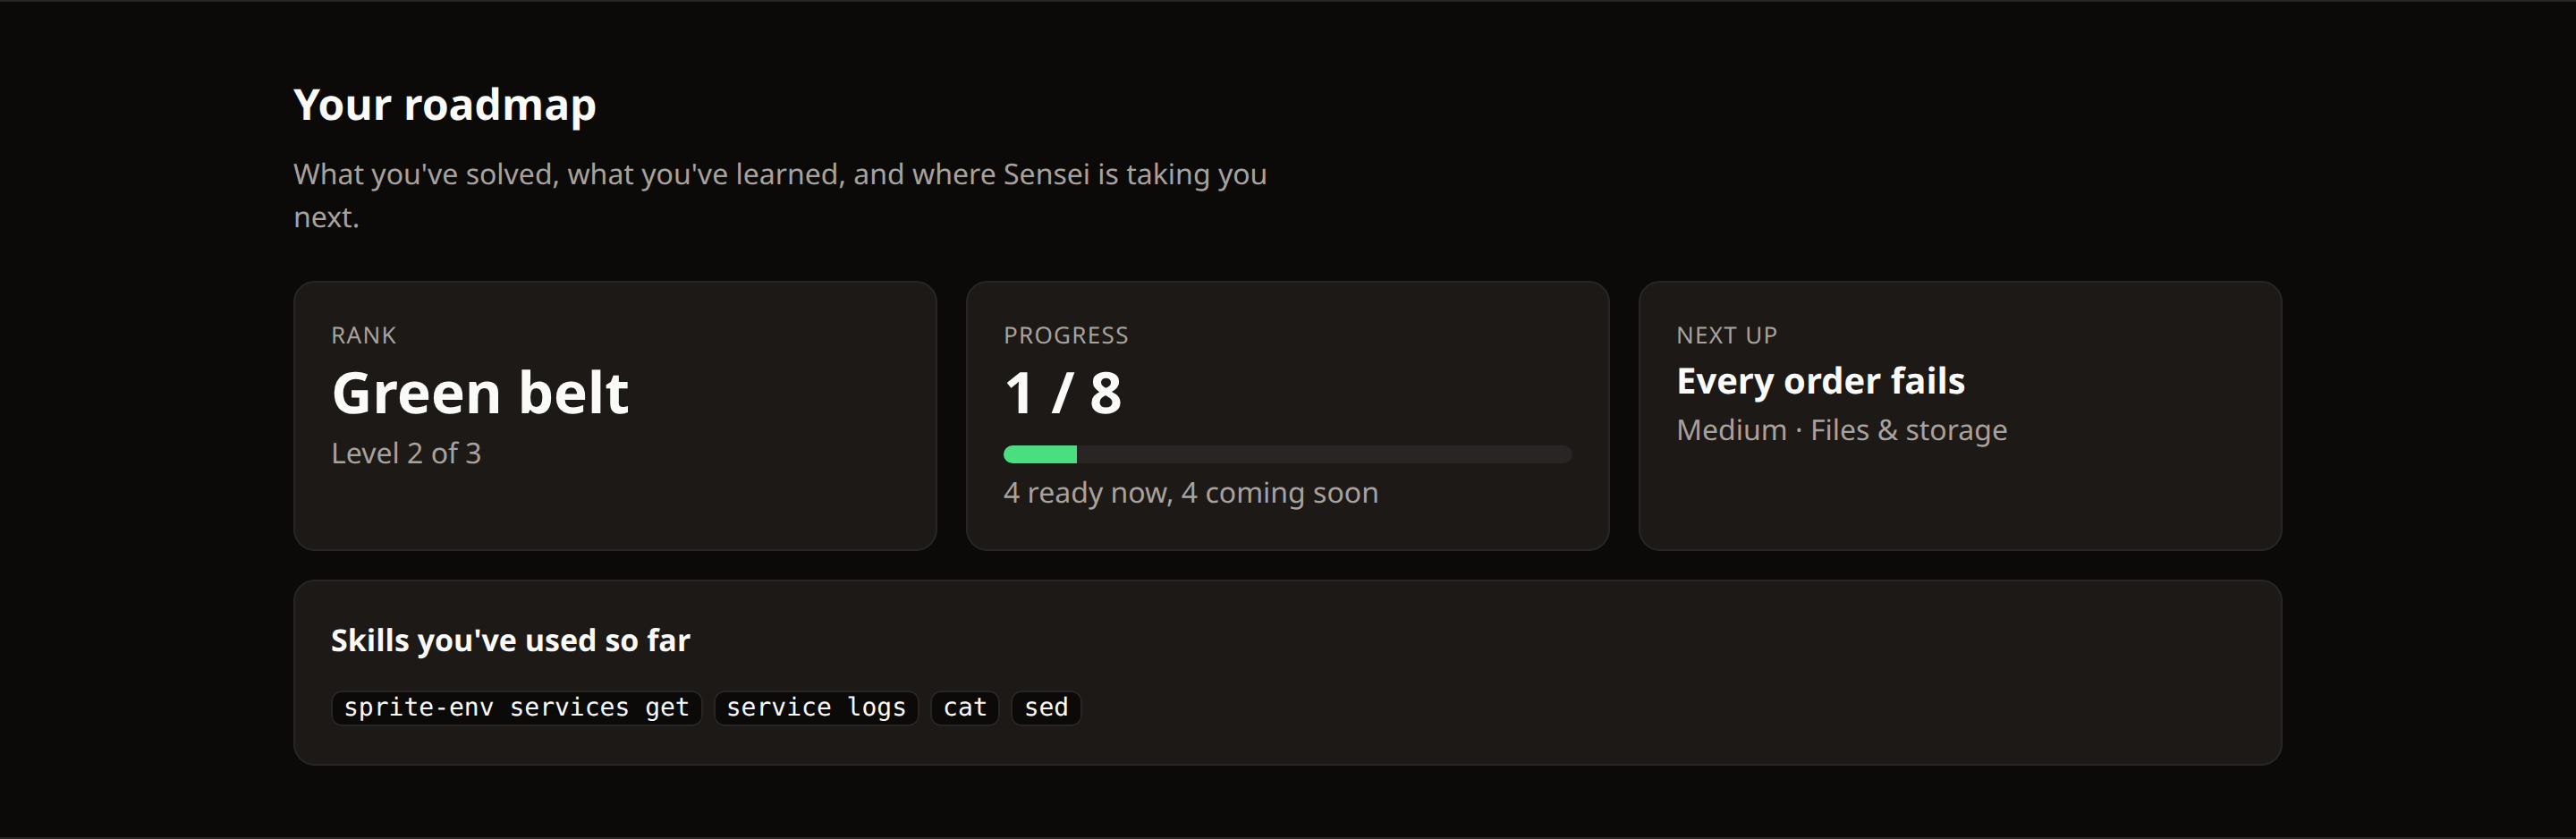 Your roadmap
What you've solved, what you've learned, and where Sensei is taking you
next.
RANK
Green belt
Level 2 of 3
PROGRESS
1 / 8
4 ready now, 4 coming soon
NEXT UP
Every order fails
Medium · Files & storage
Skills you've used so far
sprite-env services get service logs cat sed